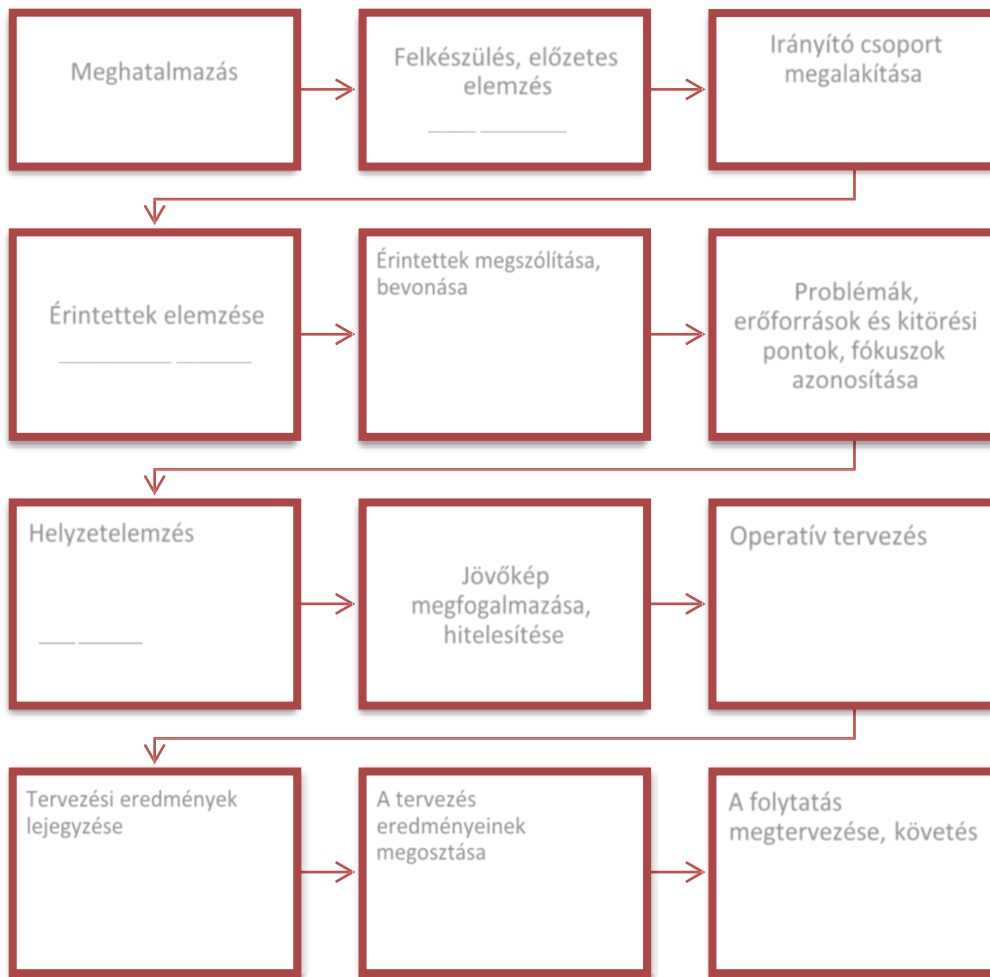 Meghatalmazás
Felkészülés, előzetes
elemzés
Irányító csoport
megalakítása
Érintettek elemzése
Érintettek megszólítása,
bevonása
Problémák,
erőforrások és kitörési
pontok, fókuszok
azonosítása
Helyzetelemzés
Jövőkép
megfogalmazása,
hitelesítése
Operatív tervezés
Tervezési eredmények
lejegyzése
A tervezés
eredményeinek
megosztása
A folytatás
megtervezése, követés